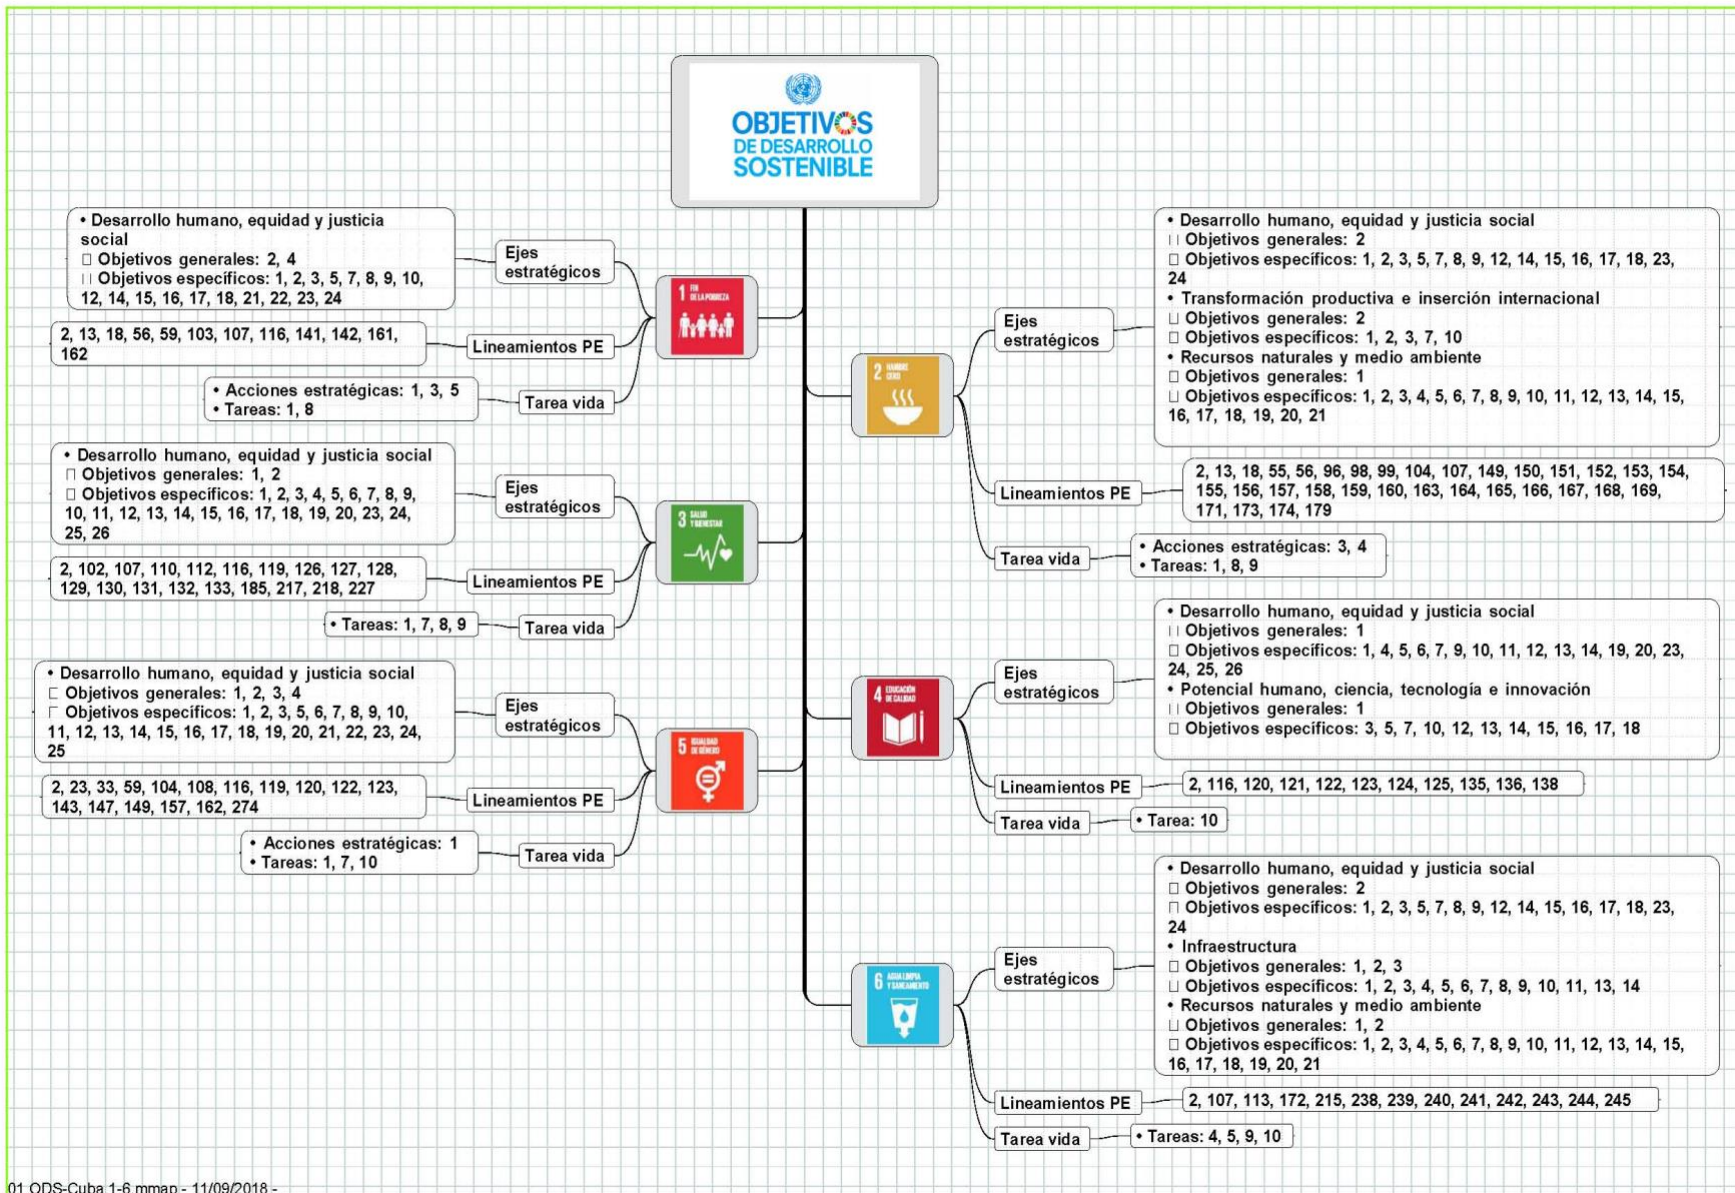 OBJETIVOS
DE DESARROLLO
SOSTENIBLE
1 FIN
DE LA POBREZA
Ejes
estratégicos
• Desarrollo humano, equidad y justicia
social
Objetivos generales: 2, 4
Objetivos específicos: 1, 2, 3, 5, 7, 8, 9, 10,
12, 14, 15, 16, 17, 18, 21, 22, 23, 24
Lineamientos PE
2, 13, 18, 56, 59, 103, 107, 116, 141, 142, 161,
162
Tarea vida
• Acciones estratégicas: 1, 3, 5
• Tareas: 1, 8
2 HAMBRE
CERO
Ejes
estratégicos
• Desarrollo humano, equidad y justicia social
Objetivos generales: 2
Objetivos específicos: 1, 2, 3, 5, 7, 8, 9, 12, 14, 15, 16, 17, 18, 23,
24
• Transformación productiva e inserción internacional
Objetivos generales: 2
Objetivos específicos: 1, 2, 3, 7, 10
• Recursos naturales y medio ambiente
Objetivos generales: 1
Objetivos específicos: 1, 2, 3, 4, 5, 6, 7, 8, 9, 10, 11, 12, 13, 14, 15,
16, 17, 18, 19, 20, 21
Lineamientos PE
2, 13, 18, 55, 56, 96, 98, 99, 104, 107, 149, 150, 151, 152, 153, 154,
155, 156, 157, 158, 159, 160, 163, 164, 165, 166, 167, 168, 169,
171, 173, 174, 179
Tarea vida
• Acciones estratégicas: 3, 4
• Tareas: 1, 8, 9
3 SALUD
Y BIENESTAR
Ejes
estratégicos
• Desarrollo humano, equidad y justicia social
Objetivos generales: 1, 2
Objetivos específicos: 1, 2, 3, 4, 5, 6, 7, 8, 9,
10, 11, 12, 13, 14, 15, 16, 17, 18, 19, 20, 23, 24,
25, 26
Lineamientos PE
2, 102, 107, 110, 112, 116, 119, 126, 127, 128,
129, 130, 131, 132, 133, 185, 217, 218, 227
Tarea vida
• Tareas: 1, 7, 8, 9
4 EDUCACIÓN
DE CALIDAD
Ejes
estratégicos
• Desarrollo humano, equidad y justicia social
Objetivos generales: 1
Objetivos específicos: 1, 4, 5, 6, 7, 9, 10, 11, 12, 13, 14, 19, 20, 23,
24, 25, 26
• Potencial humano, ciencia, tecnología e innovación
Objetivos generales: 1
Objetivos específicos: 3, 5, 7, 10, 12, 13, 14, 15, 16, 17, 18
Lineamientos PE
2, 116, 120, 121, 122, 123, 124, 125, 135, 136, 138
Tarea vida
• Tarea: 10
5 IGUALDAD
DE GÉNERO
Ejes
estratégicos
• Desarrollo humano, equidad y justicia social
Objetivos generales: 1, 2, 3, 4
Objetivos específicos: 1, 2, 3, 5, 6, 7, 8, 9, 10,
11, 12, 13, 14, 15, 16, 17, 18, 19, 20, 21, 22, 23, 24,
25
Lineamientos PE
2, 23, 33, 59, 104, 108, 116, 119, 120, 122, 123,
143, 147, 149, 157, 162, 274
Tarea vida
• Acciones estratégicas: 1
• Tareas: 1, 7, 10
6 AGUA LIMPIA
Y SANEAMIENTO
Ejes
estratégicos
• Desarrollo humano, equidad y justicia social
Objetivos generales: 2
Objetivos específicos: 1, 2, 3, 5, 7, 8, 9, 12, 14, 15, 16, 17, 18, 23,
24
• Infraestructura
Objetivos generales: 1, 2, 3
Objetivos específicos: 1, 2, 3, 4, 5, 6, 7, 8, 9, 10, 11, 13, 14
• Recursos naturales y medio ambiente
Objetivos generales: 1, 2
Objetivos específicos: 1, 2, 3, 4, 5, 6, 7, 8, 9, 10, 11, 12, 13, 14, 15,
16, 17, 18, 19, 20, 21
Lineamientos PE
2, 107, 113, 172, 215, 238, 239, 240, 241, 242, 243, 244, 245
Tarea vida
• Tareas: 4, 5, 9, 10
01 ODS-Cuba 1-6.mmap - 11/09/2018 -